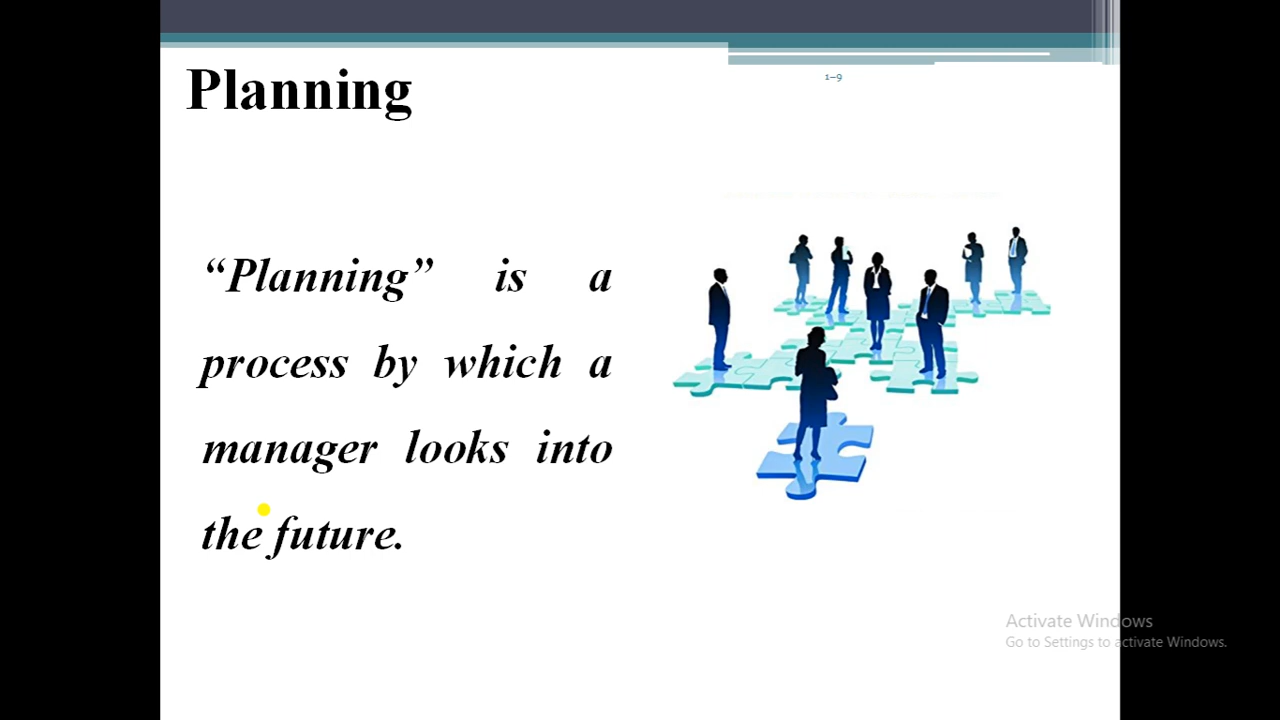 1–9
Planning
“Planning” is a
process by which a
manager looks into
the future.
Activate Windows
Go to Settings to activate Windows.